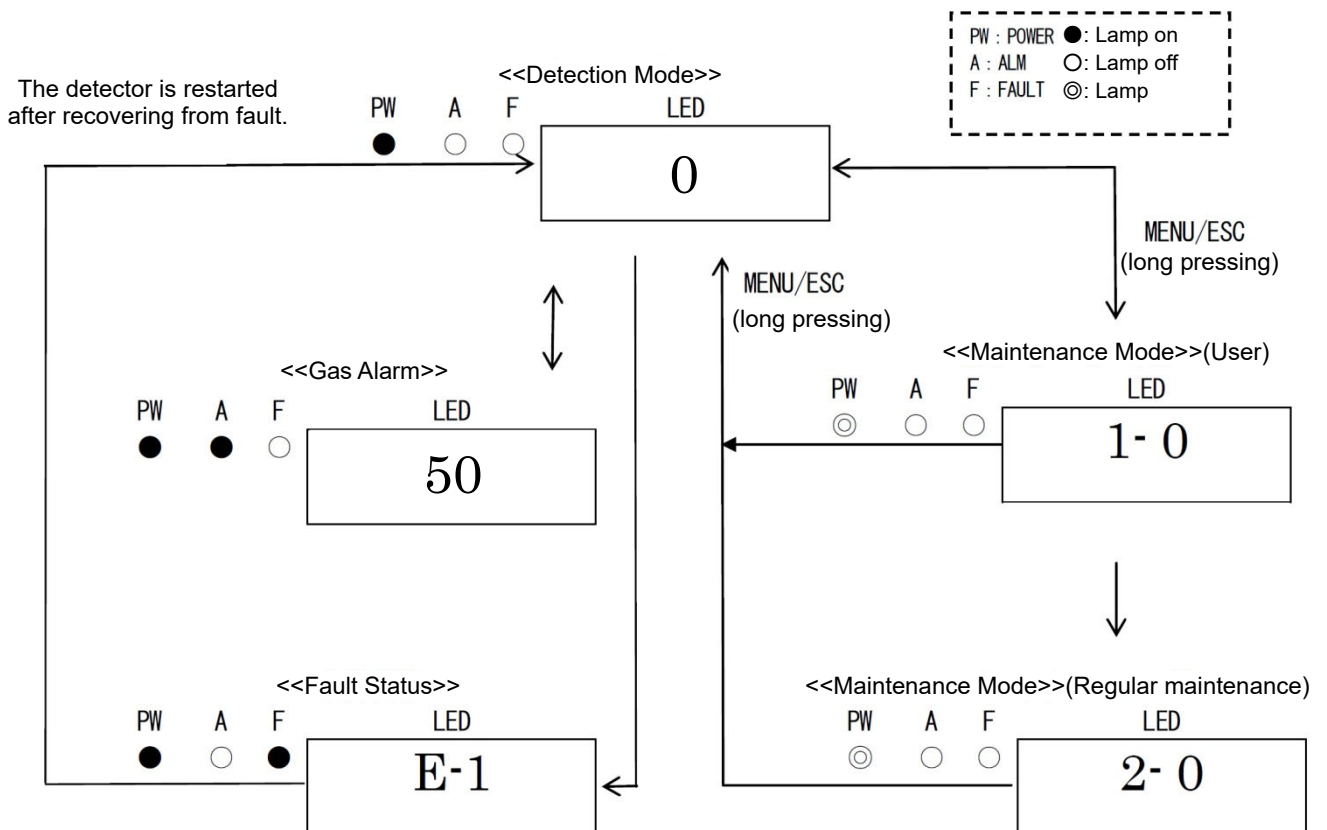 PW : POWER ●: Lamp on
A : ALM ○: Lamp off
F : FAULT ◎: Lamp
The detector is restarted
after recovering from fault.
<<Detection Mode>>
PW A F LED
0
MENU/ESC
(long pressing)
MENU/ESC
(long pressing)
<<Gas Alarm>>
PW A F LED
50
<<Maintenance Mode>>(User)
PW A F LED
1- 0
<<Fault Status>>
PW A F LED
E-1
<<Maintenance Mode>>(Regular maintenance)
PW A F LED
2- 0